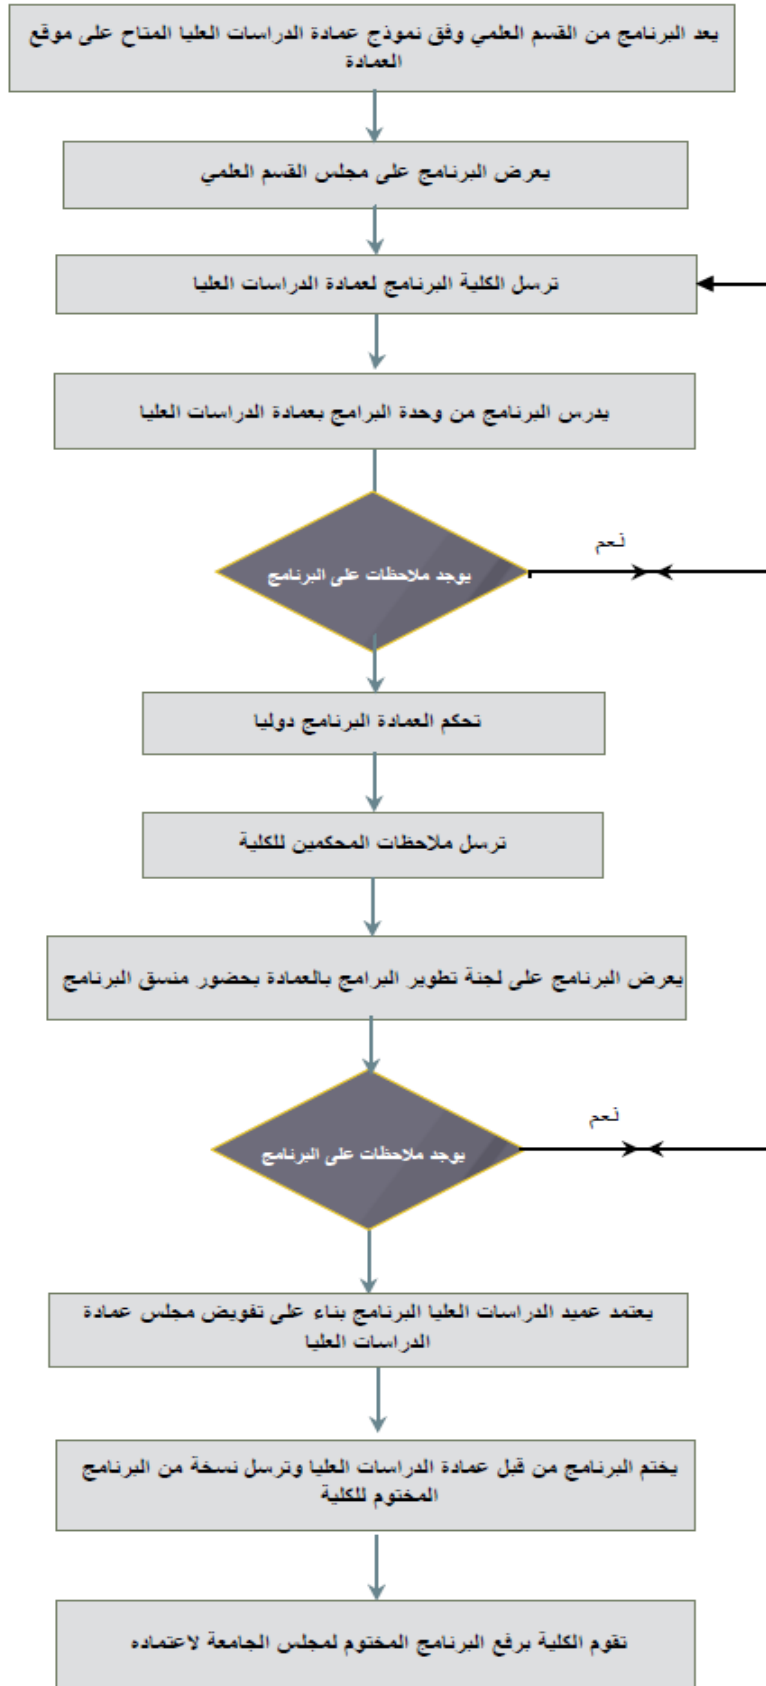 يعد البرنامج من القسم العلمي وفق نموذج عمادة الدراسات العليا المتاح على موقع
العمادة
يعرض البرنامج على مجلس القسم العلمي
ترسل الكلية البرنامج لعمادة الدراسات العليا
يدرس البرنامج من وحدة البرامج بعمادة الدراسات العليا
نعم
يوجد ملاحظات على البرنامج
تحكم العمادة البرنامج دوليا
ترسل ملاحظات المحكمين للكلية
يعرض البرنامج على لجنة تطوير البرامج بالعمادة بحضور منسق البرنامج
نعم
يوجد ملاحظات على البرنامج
يعتمد عميد الدراسات العليا البرنامج بناء على تفويض مجلس عمادة
الدراسات العليا
يختم البرنامج من قبل عمادة الدراسات العليا وترسل نسخة من البرنامج
المختوم للكلية
تقوم الكلية برفع البرنامج المختوم لمجلس الجامعة لاعتماده